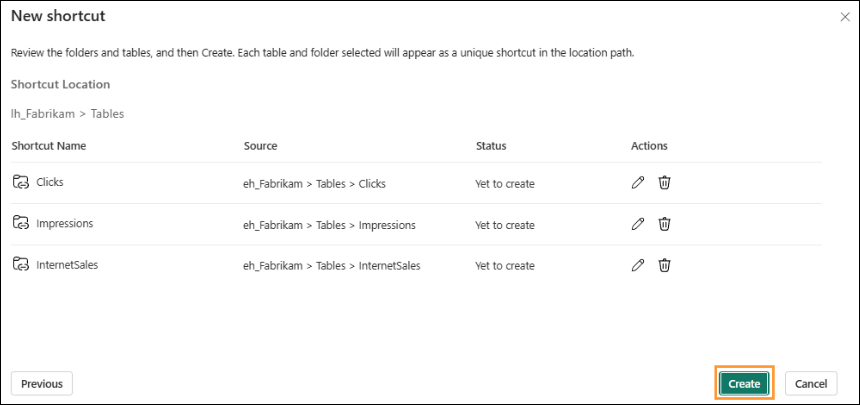 New shortcut
Review the folders and tables, and then Create. Each table and folder selected will appear as a unique shortcut in the location path.
Shortcut Location
lh_Fabrikam > Tables
Shortcut Name Source Status Actions
Clicks eh_Fabrikam > Tables > Clicks Yet to create
Impressions eh_Fabrikam > Tables > Impressions Yet to create
InternetSales eh_Fabrikam > Tables > InternetSales Yet to create
Previous Create Cancel